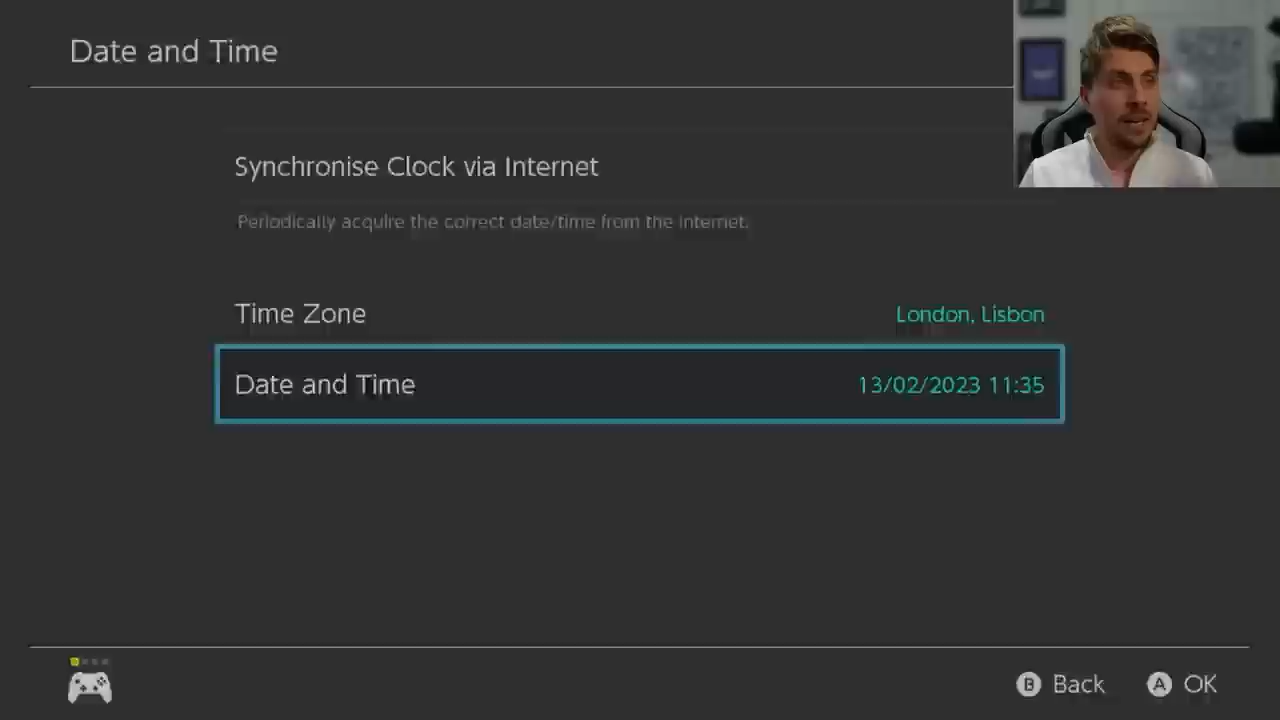 Date and Time
Synchronise Clock via Internet
Periodically acquire the correct date/time from the Internet.
Time Zone London, Lisbon
Date and Time 13/02/2023 11:35
B Back A OK